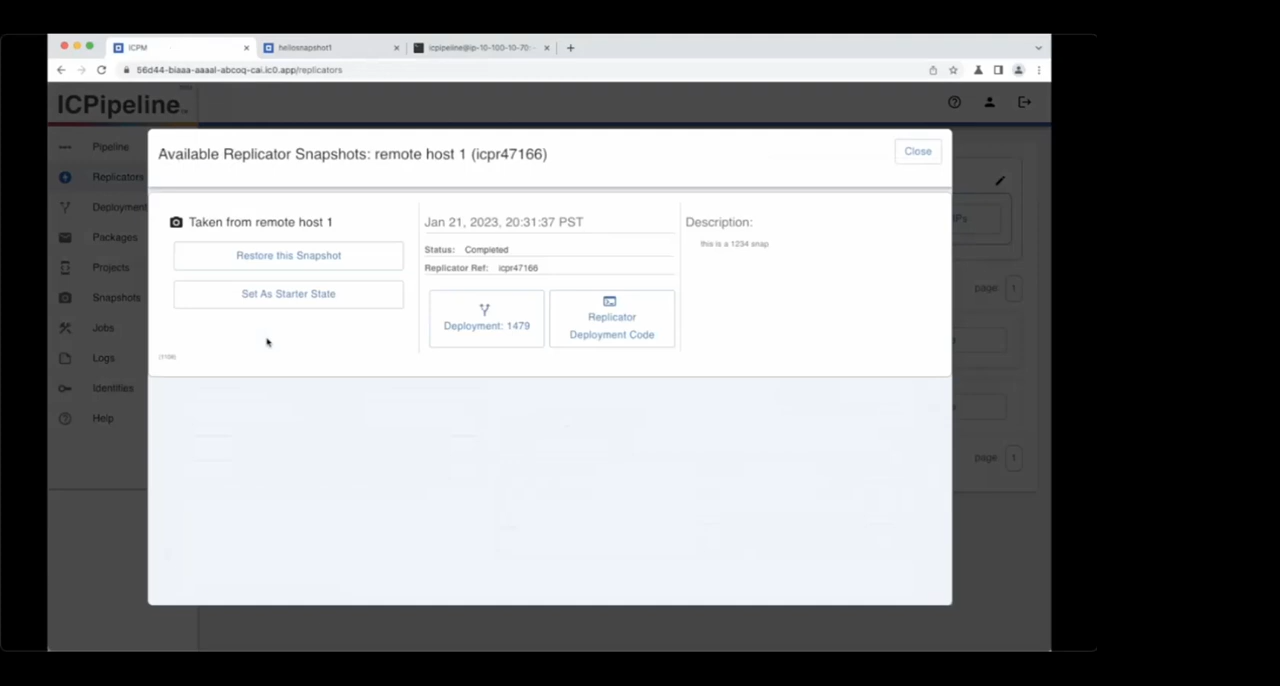 ICPM
hellosnapshot1
icpipeline@ip-10-100-10-70: -
56d44-biaaa-aaaal-abcoq-cai.ic0.app/replicators
ICPipeline
Available Replicator Snapshots: remote host 1 (icpr47166)
Close
Pipeline
Replicators
Deployment
Packages
Projects
Snapshots
Jobs
Logs
Identities
Help
Taken from remote host 1
Restore this Snapshot
Set As Starter State
Jan 21, 2023, 20:31:37 PST
Status: Completed
Replicator Ref: icpr47166
Deployment: 1479
Replicator
Deployment Code
Description:
this is a 1234 snap
page 1
page 1